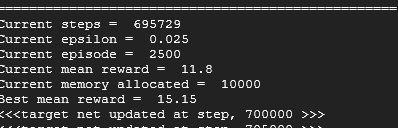 ================================================
Current steps =  695729
Current epsilon =  0.025
Current episode =  2500
Current mean reward =  11.8
Current memory allocated =  10000
Best mean reward =  15.15
<<<target net updated at step, 700000 >>>
<<<target net updated at step, 705000 >>>